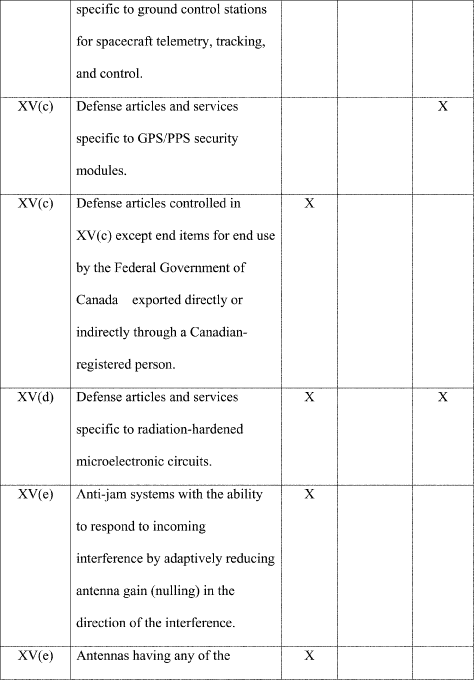 specific to ground control stations
for spacecraft telemetry, tracking,
and control.
XV(c) Defense articles and services X
specific to GPS/PPS security
modules.
XV(c) Defense articles controlled in X
XV(c) except end items for end use
by the Federal Government of
Canada exported directly or
indirectly through a Canadian-
registered person.
XV(d) Defense articles and services X X
specific to radiation-hardened
microelectronic circuits.
XV(e) Anti-jam systems with the ability X
to respond to incoming
interference by adaptively reducing
antenna gain (nulling) in the
direction of the interference.
XV(e) Antennas having any of the X